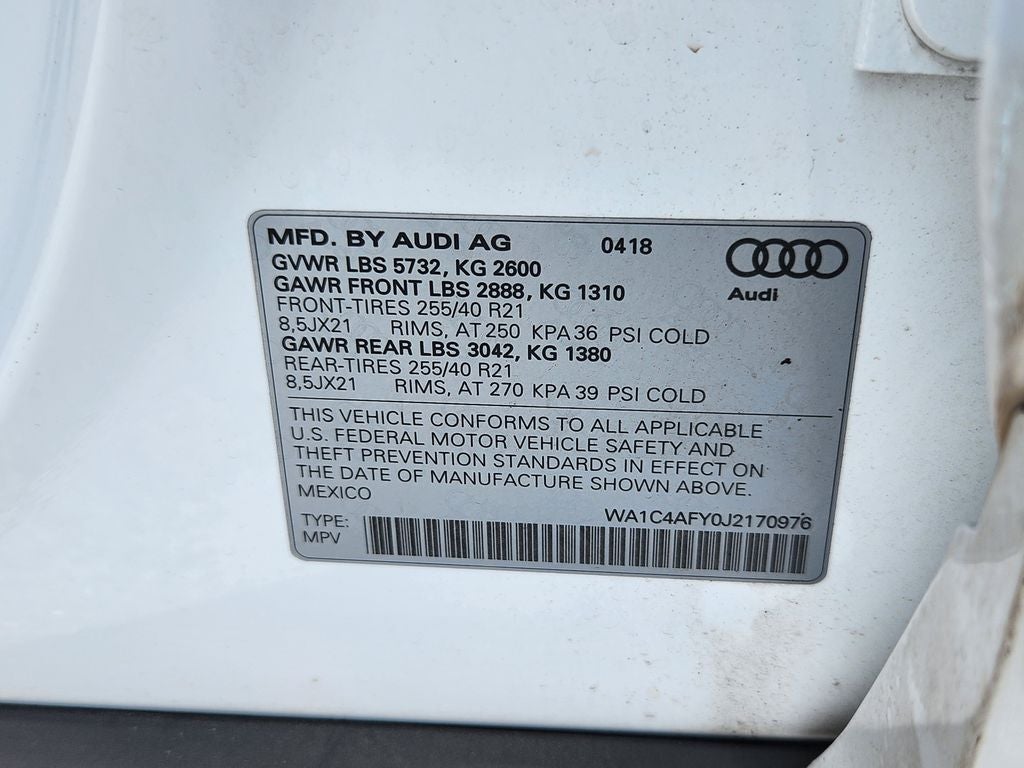 MFD. BY AUDI AG 0418
GVWR LBS 5732, KG 2600
GAWR FRONT LBS 2888, KG 1310
FRONT-TIRES 255/40 R21
8,5JX21 RIMS, AT 250 KPA 36 PSI COLD
GAWR REAR LBS 3042, KG 1380
REAR-TIRES 255/40 R21
8,5JX21 RIMS, AT 270 KPA 39 PSI COLD
Audi
THIS VEHICLE CONFORMS TO ALL APPLICABLE
U.S. FEDERAL MOTOR VEHICLE SAFETY AND
THEFT PREVENTION STANDARDS IN EFFECT ON
THE DATE OF MANUFACTURE SHOWN ABOVE.
MEXICO
WA1C4AFY0J2170976
TYPE:
MPV